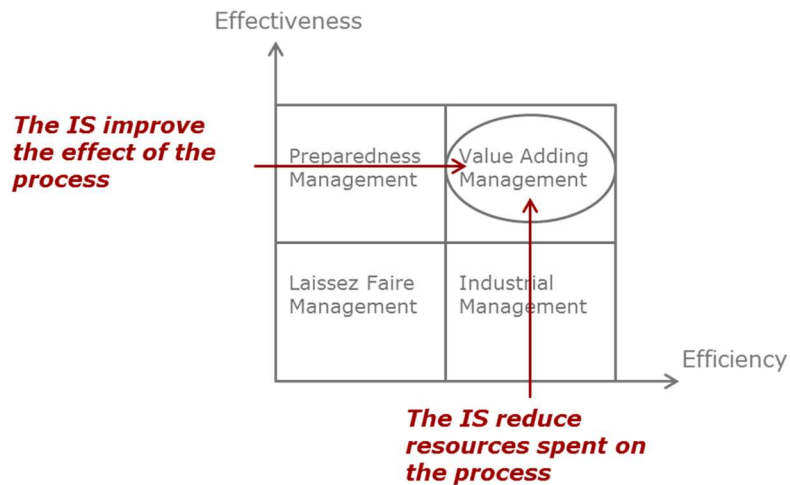 Effectiveness
The IS improve
the effect of the
process
Preparedness
Management
Value Adding
Management
Laissez Faire
Management
Industrial
Management
Efficiency
The IS reduce
resources spent on
the process